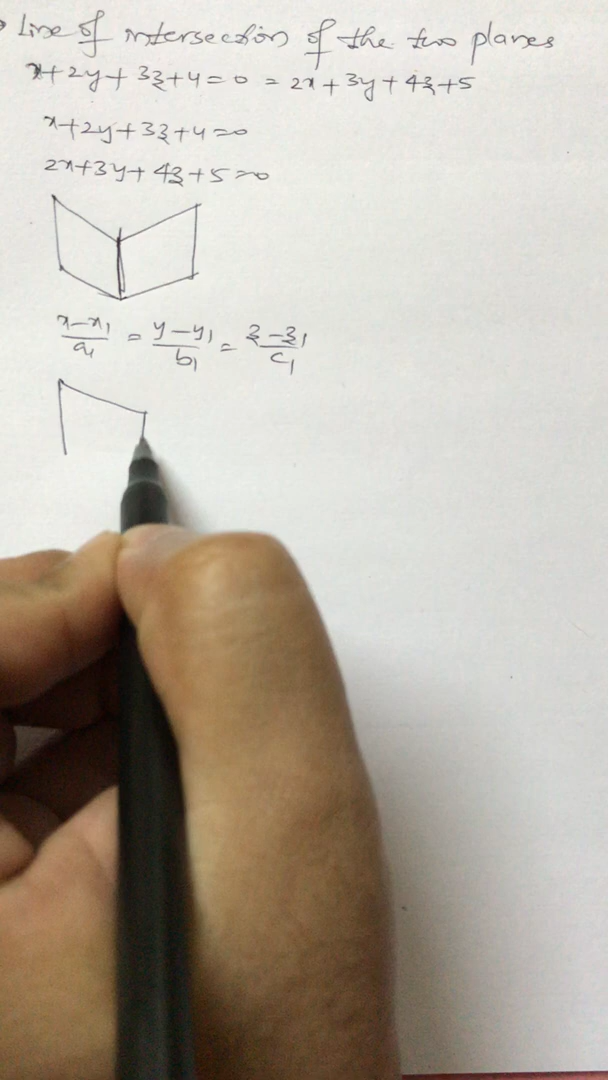 Line of intersection of the two planes
x+2y+3z+4=0 = 2x+3y+4z+5
x+2y+3z+4=0
2x+3y+4z+5=0
x-x₁/a₁ = y-y₁/b₁ = z-z₁/c₁